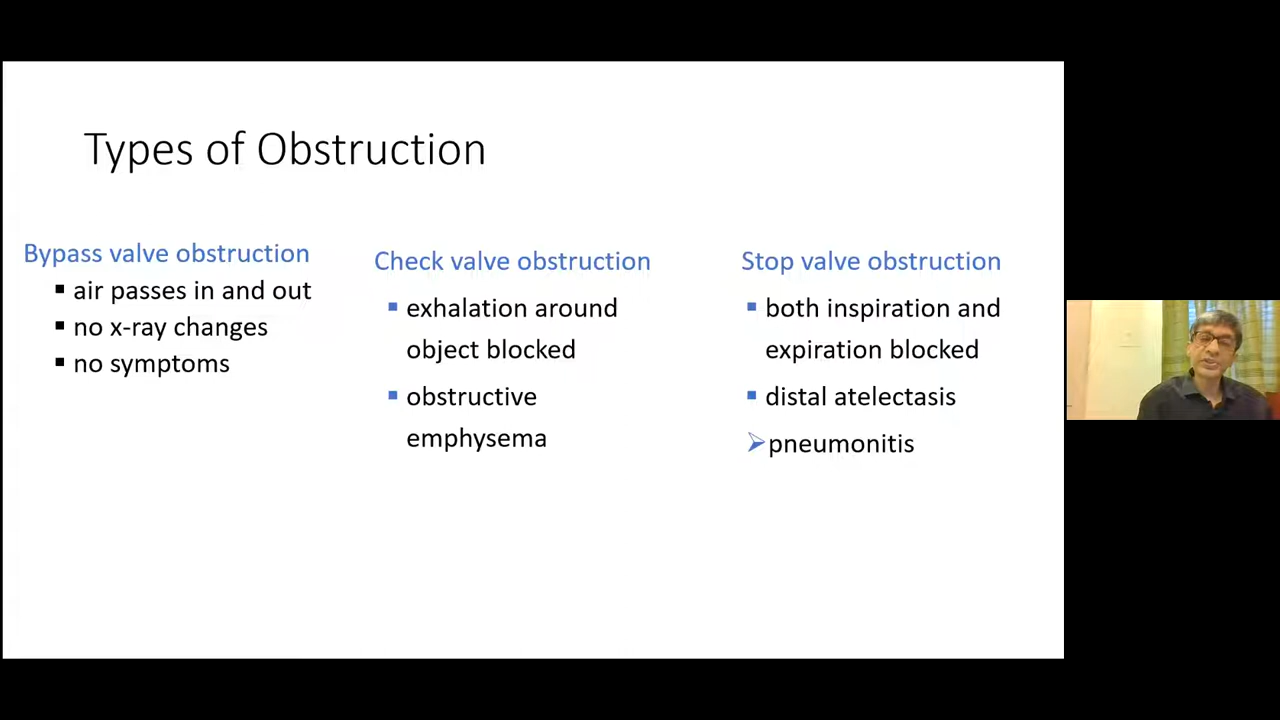 Types of Obstruction
Bypass valve obstruction
▪ air passes in and out
▪ no x-ray changes
▪ no symptoms
Check valve obstruction
▪ exhalation around
object blocked
▪ obstructive
emphysema
Stop valve obstruction
▪ both inspiration and
expiration blocked
▪ distal atelectasis
➢ pneumonitis